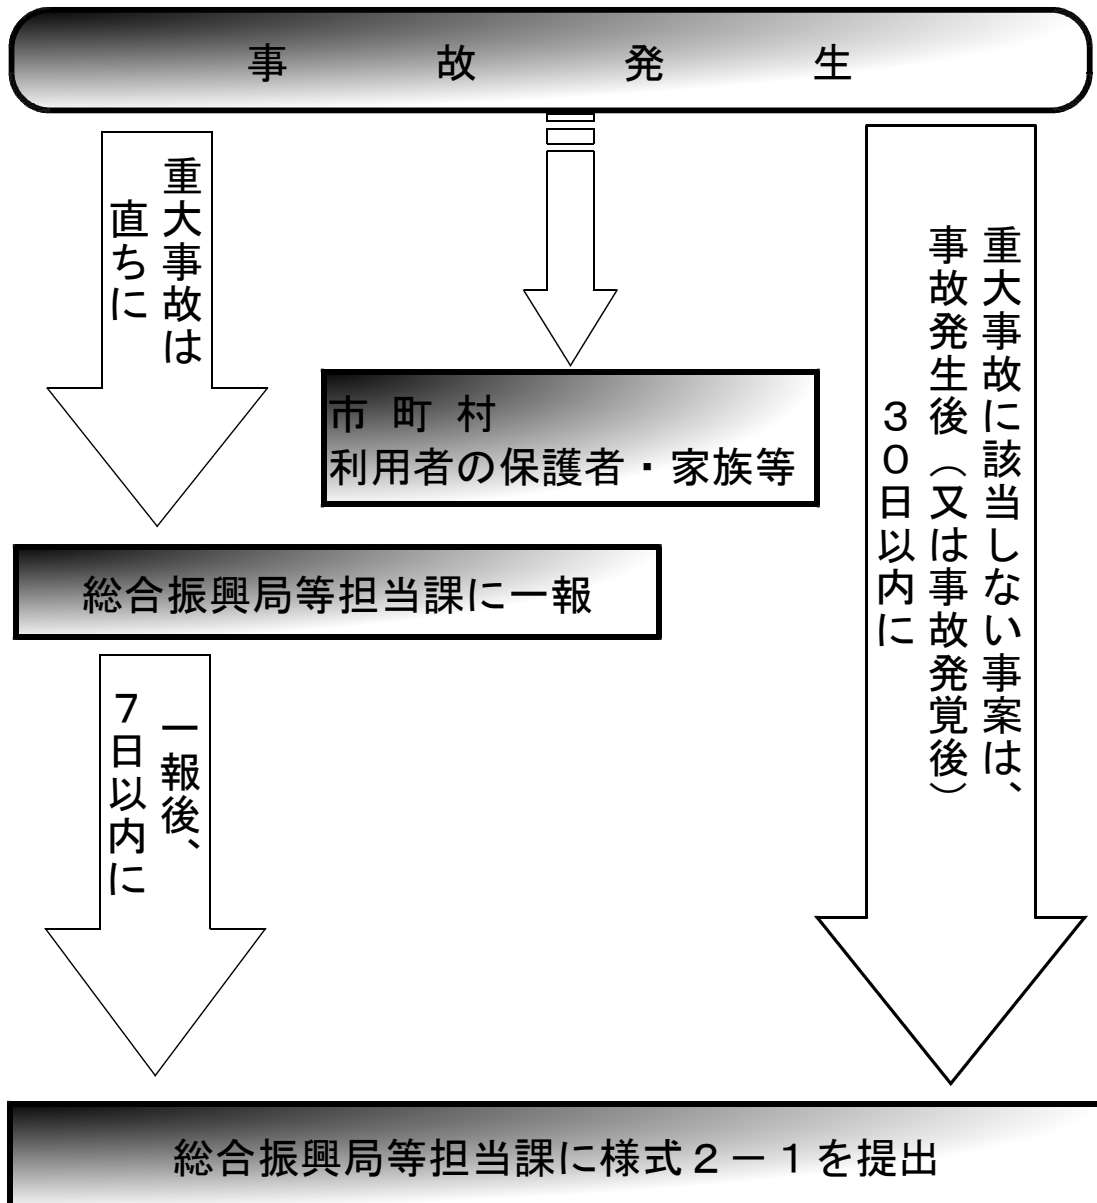 事故発生
重大事故は
直ちに
市町村
利用者の保護者・家族等
総合振興局等担当課に一報
一報後、
７日以内に
重大事故に該当しない事案は、
事故発生後（又は事故発覚後）
３０日以内に
総合振興局等担当課に様式２－１を提出